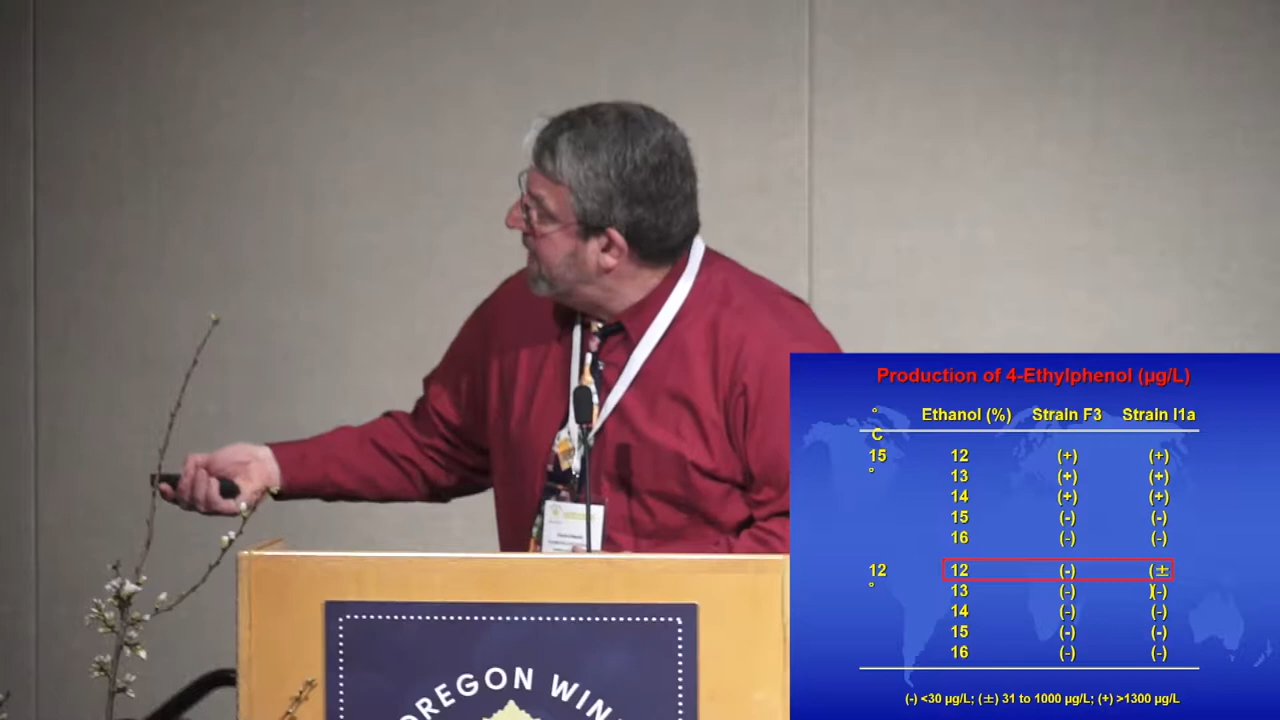 Production of 4-Ethylphenol (µg/L)
°C Ethanol (%) Strain F3 Strain I1a
15° 12 (+) (+)
13 (+) (+)
14 (+) (+)
15 (-) (-)
16 (-) (-)
12° 12 (-) (±)
13 (-) (-)
14 (-) (-)
15 (-) (-)
16 (-) (-)
(-) <30 µg/L; (±) 31 to 1000 µg/L; (+) >1300 µg/L
OREGON WIN